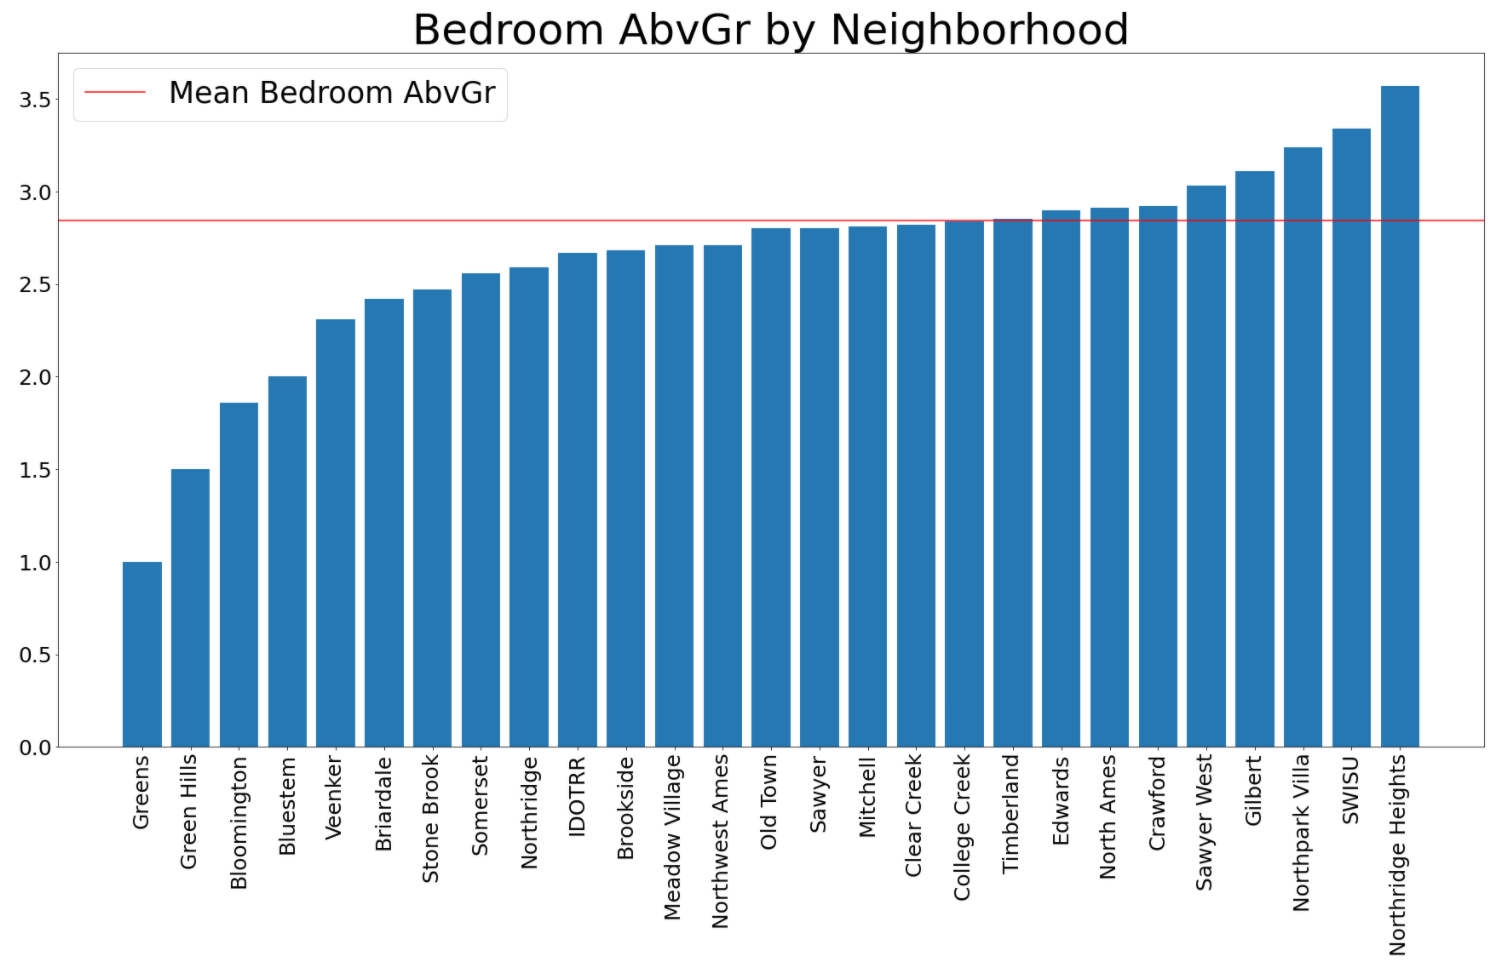 Bedroom AbvGr by Neighborhood
Mean Bedroom AbvGr
3.5
3.0
2.5
2.0
1.5
1.0
0.5
0.0
Greens
Green Hills
Bloomington
Bluestem
Veenker
Briardale
Stone Brook
Somerset
Northridge
IDOTRR
Brookside
Meadow Village
Northwest Ames
Old Town
Sawyer
Mitchell
Clear Creek
College Creek
Timberland
Edwards
North Ames
Crawford
Sawyer West
Gilbert
Northpark Villa
SWISU
Northridge Heights